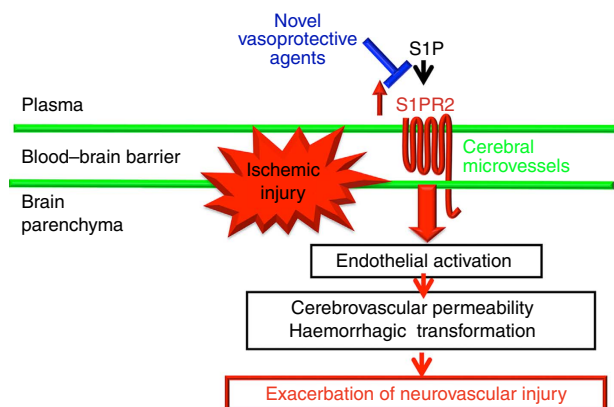 Novel
vasoprotective
agents
S1P
Plasma
S1PR2
Blood–brain barrier
Cerebral
microvessels
Ischemic
injury
Brain
parenchyma
Endothelial activation
Cerebrovascular permeability
Haemorrhagic transformation
Exacerbation of neurovascular injury